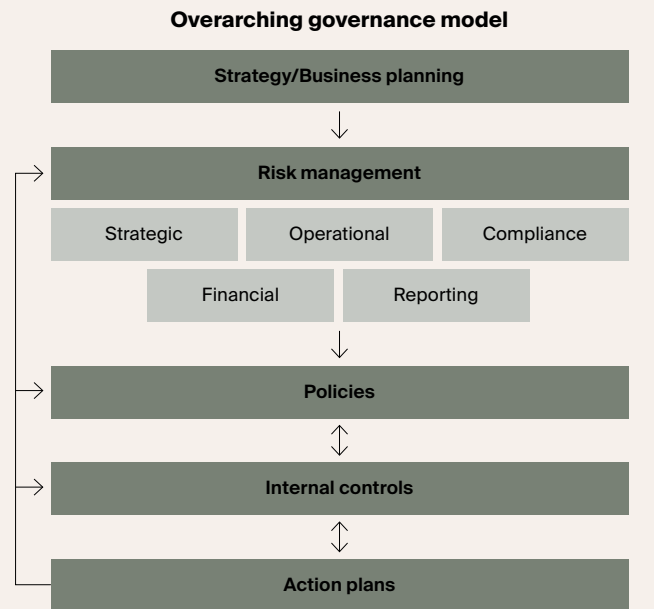 Overarching governance model
Strategy/Business planning
Risk management
Strategic
Operational
Compliance
Financial
Reporting
Policies
Internal controls
Action plans